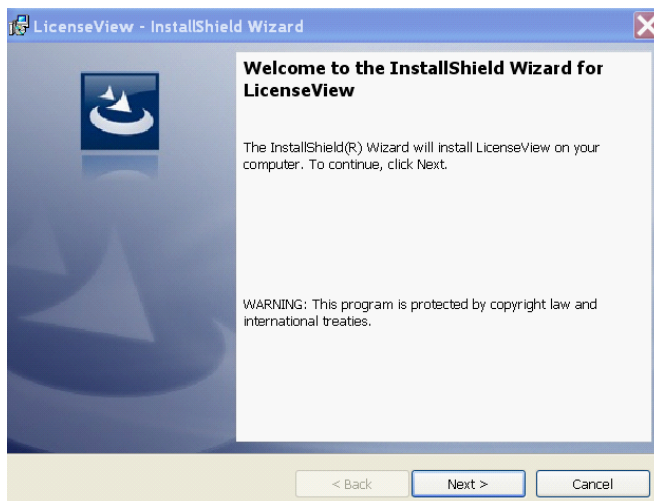 LicenseView - InstallShield Wizard
Welcome to the InstallShield Wizard for
LicenseView
The InstallShield(R) Wizard will install LicenseView on your
computer. To continue, click Next.
WARNING: This program is protected by copyright law and
international treaties.
< Back
Next >
Cancel